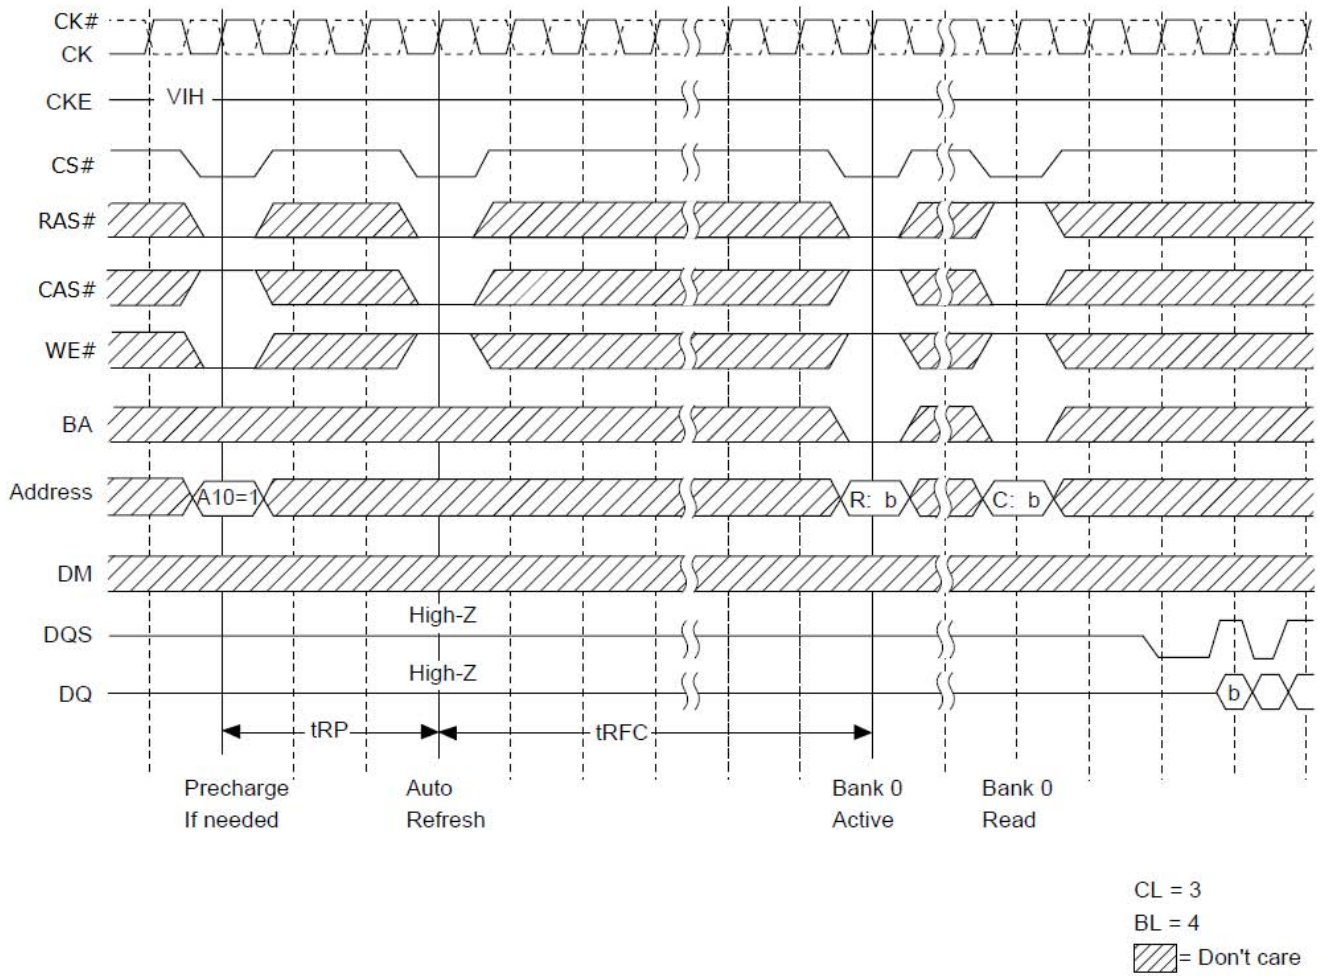 CK#
CK
CKE VIH
CS#
RAS#
CAS#
WE#
BA
Address A10=1 R: b C: b
DM
High-Z
DQS
High-Z
DQ b
tRP tRFC
Precharge Auto Bank 0 Bank 0
If needed Refresh Active Read
CL = 3
BL = 4
= Don't care